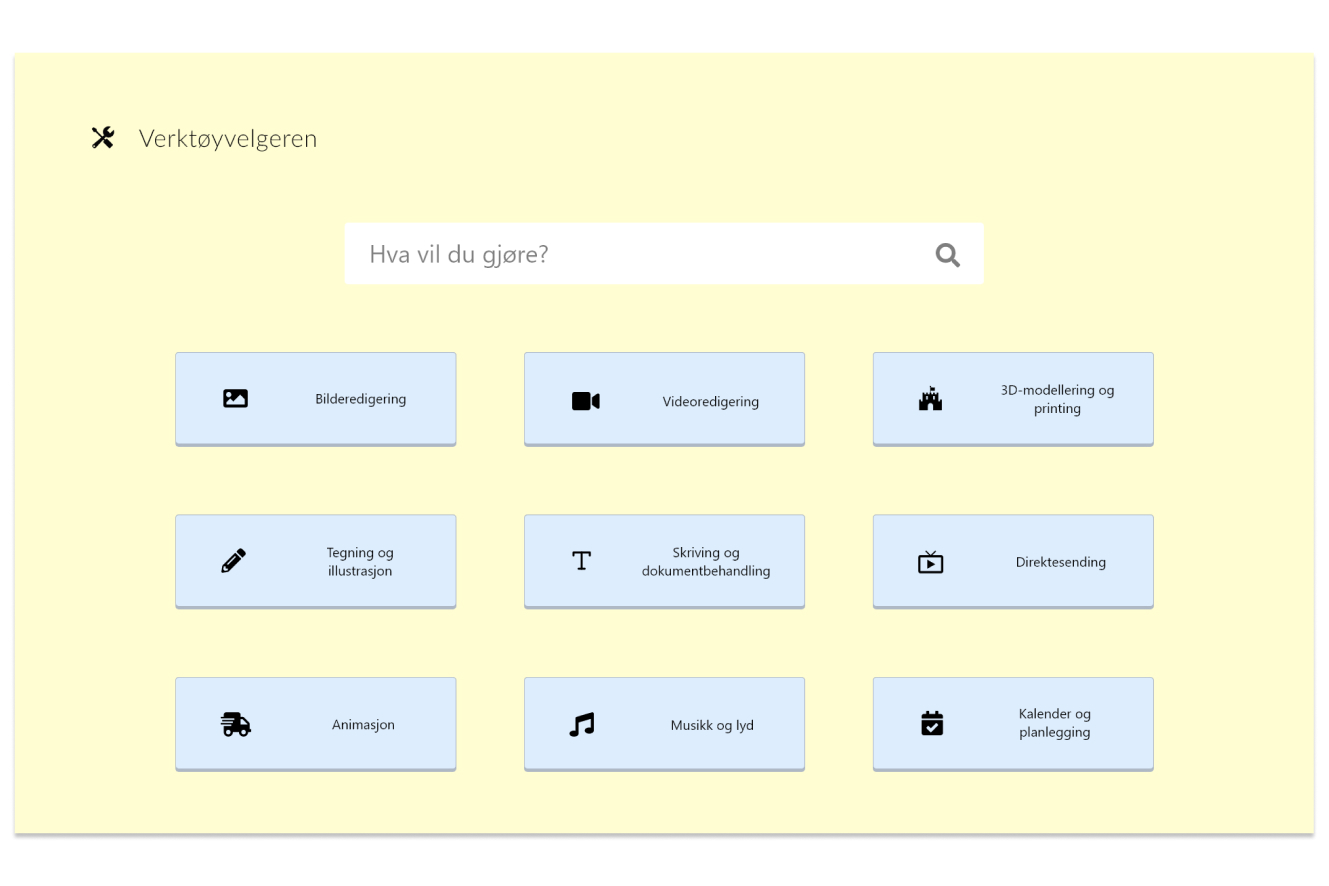 Verktøyvelgeren
Hva vil du gjøre?
Bilderedigering
Videoredigering
3D-modellering og
printing
Tegning og
illustrasjon
Skriving og
dokumentbehandling
Direktesending
Animasjon
Musikk og lyd
Kalender og
planlegging